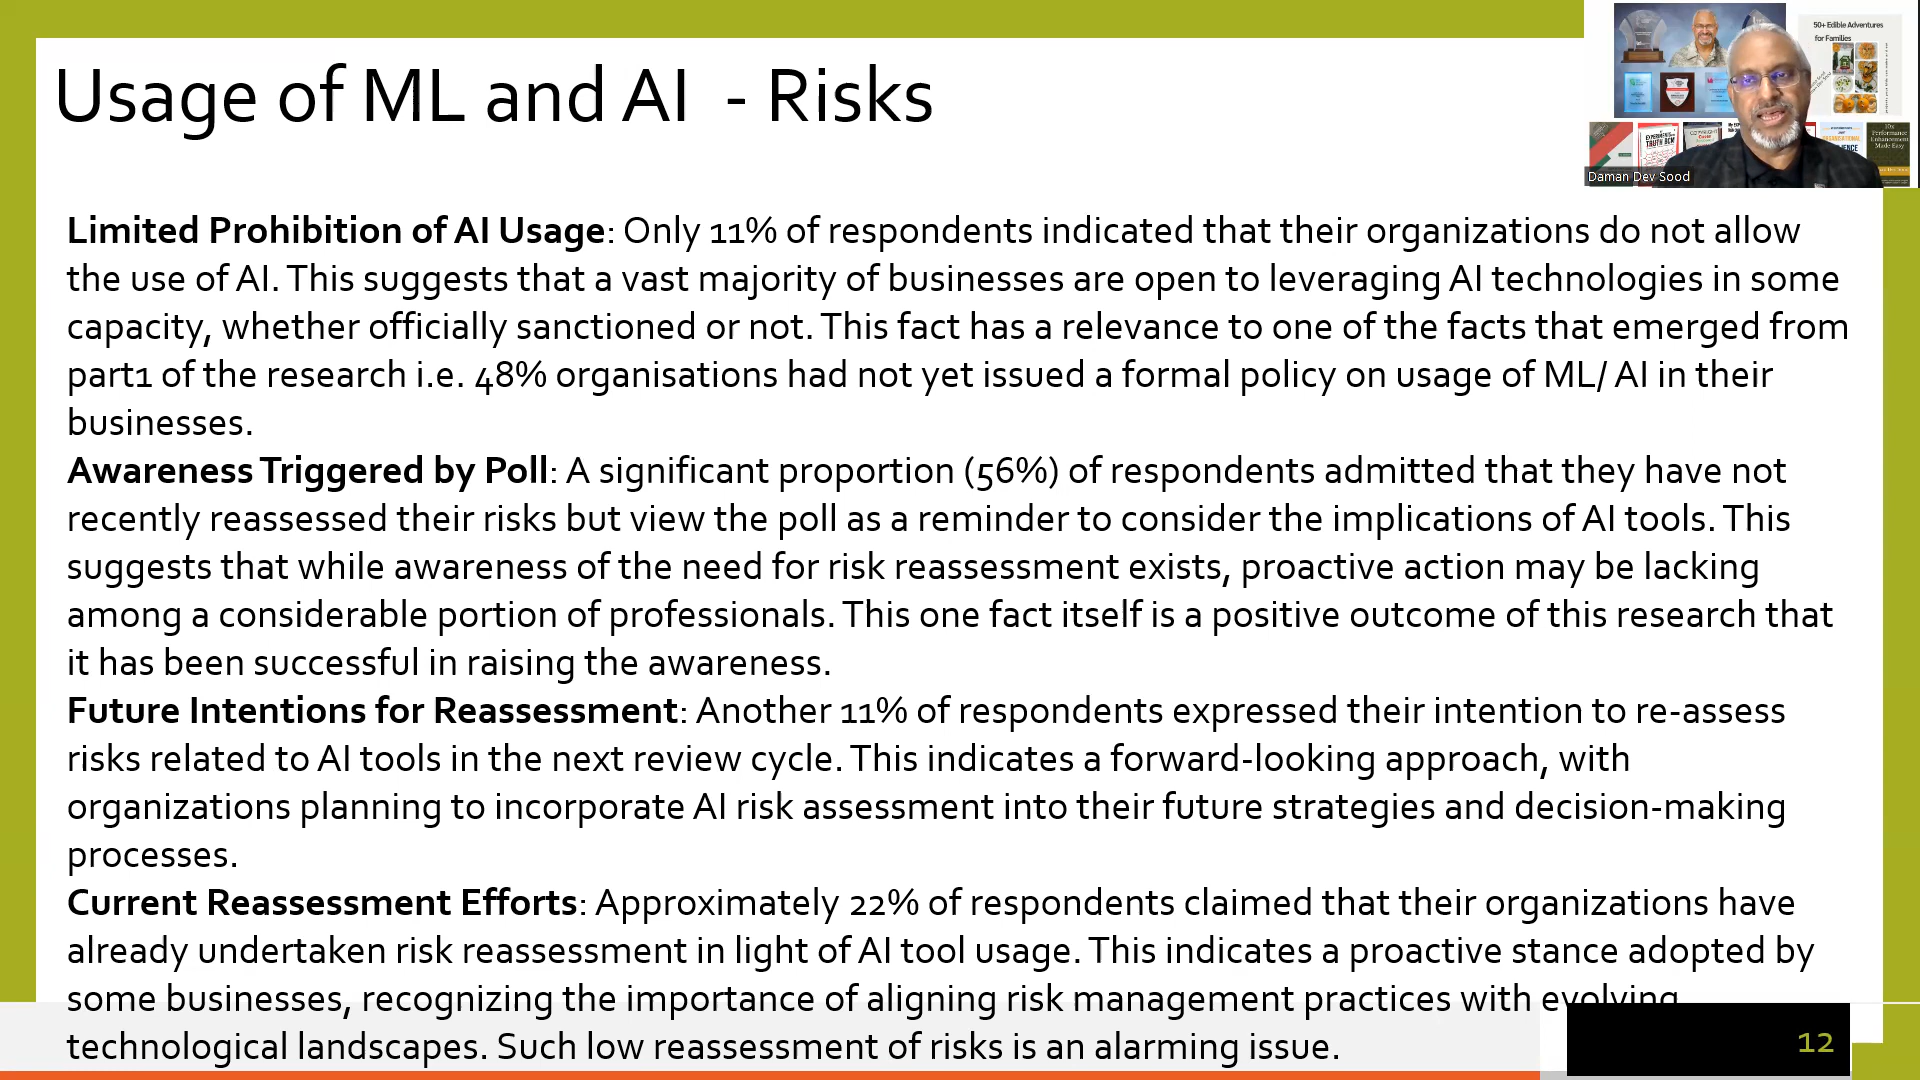 Usage of ML and AI - Risks
50+ Edible Adventures
for Families
Daman Dev Sood
10x
Performance
Enhancement
Made Easy
Limited Prohibition of AI Usage: Only 11% of respondents indicated that their organizations do not allow
the use of AI. This suggests that a vast majority of businesses are open to leveraging AI technologies in some
capacity, whether officially sanctioned or not. This fact has a relevance to one of the facts that emerged from
part1 of the research i.e. 48% organisations had not yet issued a formal policy on usage of ML/ AI in their
businesses.
Awareness Triggered by Poll: A significant proportion (56%) of respondents admitted that they have not
recently reassessed their risks but view the poll as a reminder to consider the implications of AI tools. This
suggests that while awareness of the need for risk reassessment exists, proactive action may be lacking
among a considerable portion of professionals. This one fact itself is a positive outcome of this research that
it has been successful in raising the awareness.
Future Intentions for Reassessment: Another 11% of respondents expressed their intention to re-assess
risks related to AI tools in the next review cycle. This indicates a forward-looking approach, with
organizations planning to incorporate AI risk assessment into their future strategies and decision-making
processes.
Current Reassessment Efforts: Approximately 22% of respondents claimed that their organizations have
already undertaken risk reassessment in light of AI tool usage. This indicates a proactive stance adopted by
some businesses, recognizing the importance of aligning risk management practices with evolving
technological landscapes. Such low reassessment of risks is an alarming issue.
12